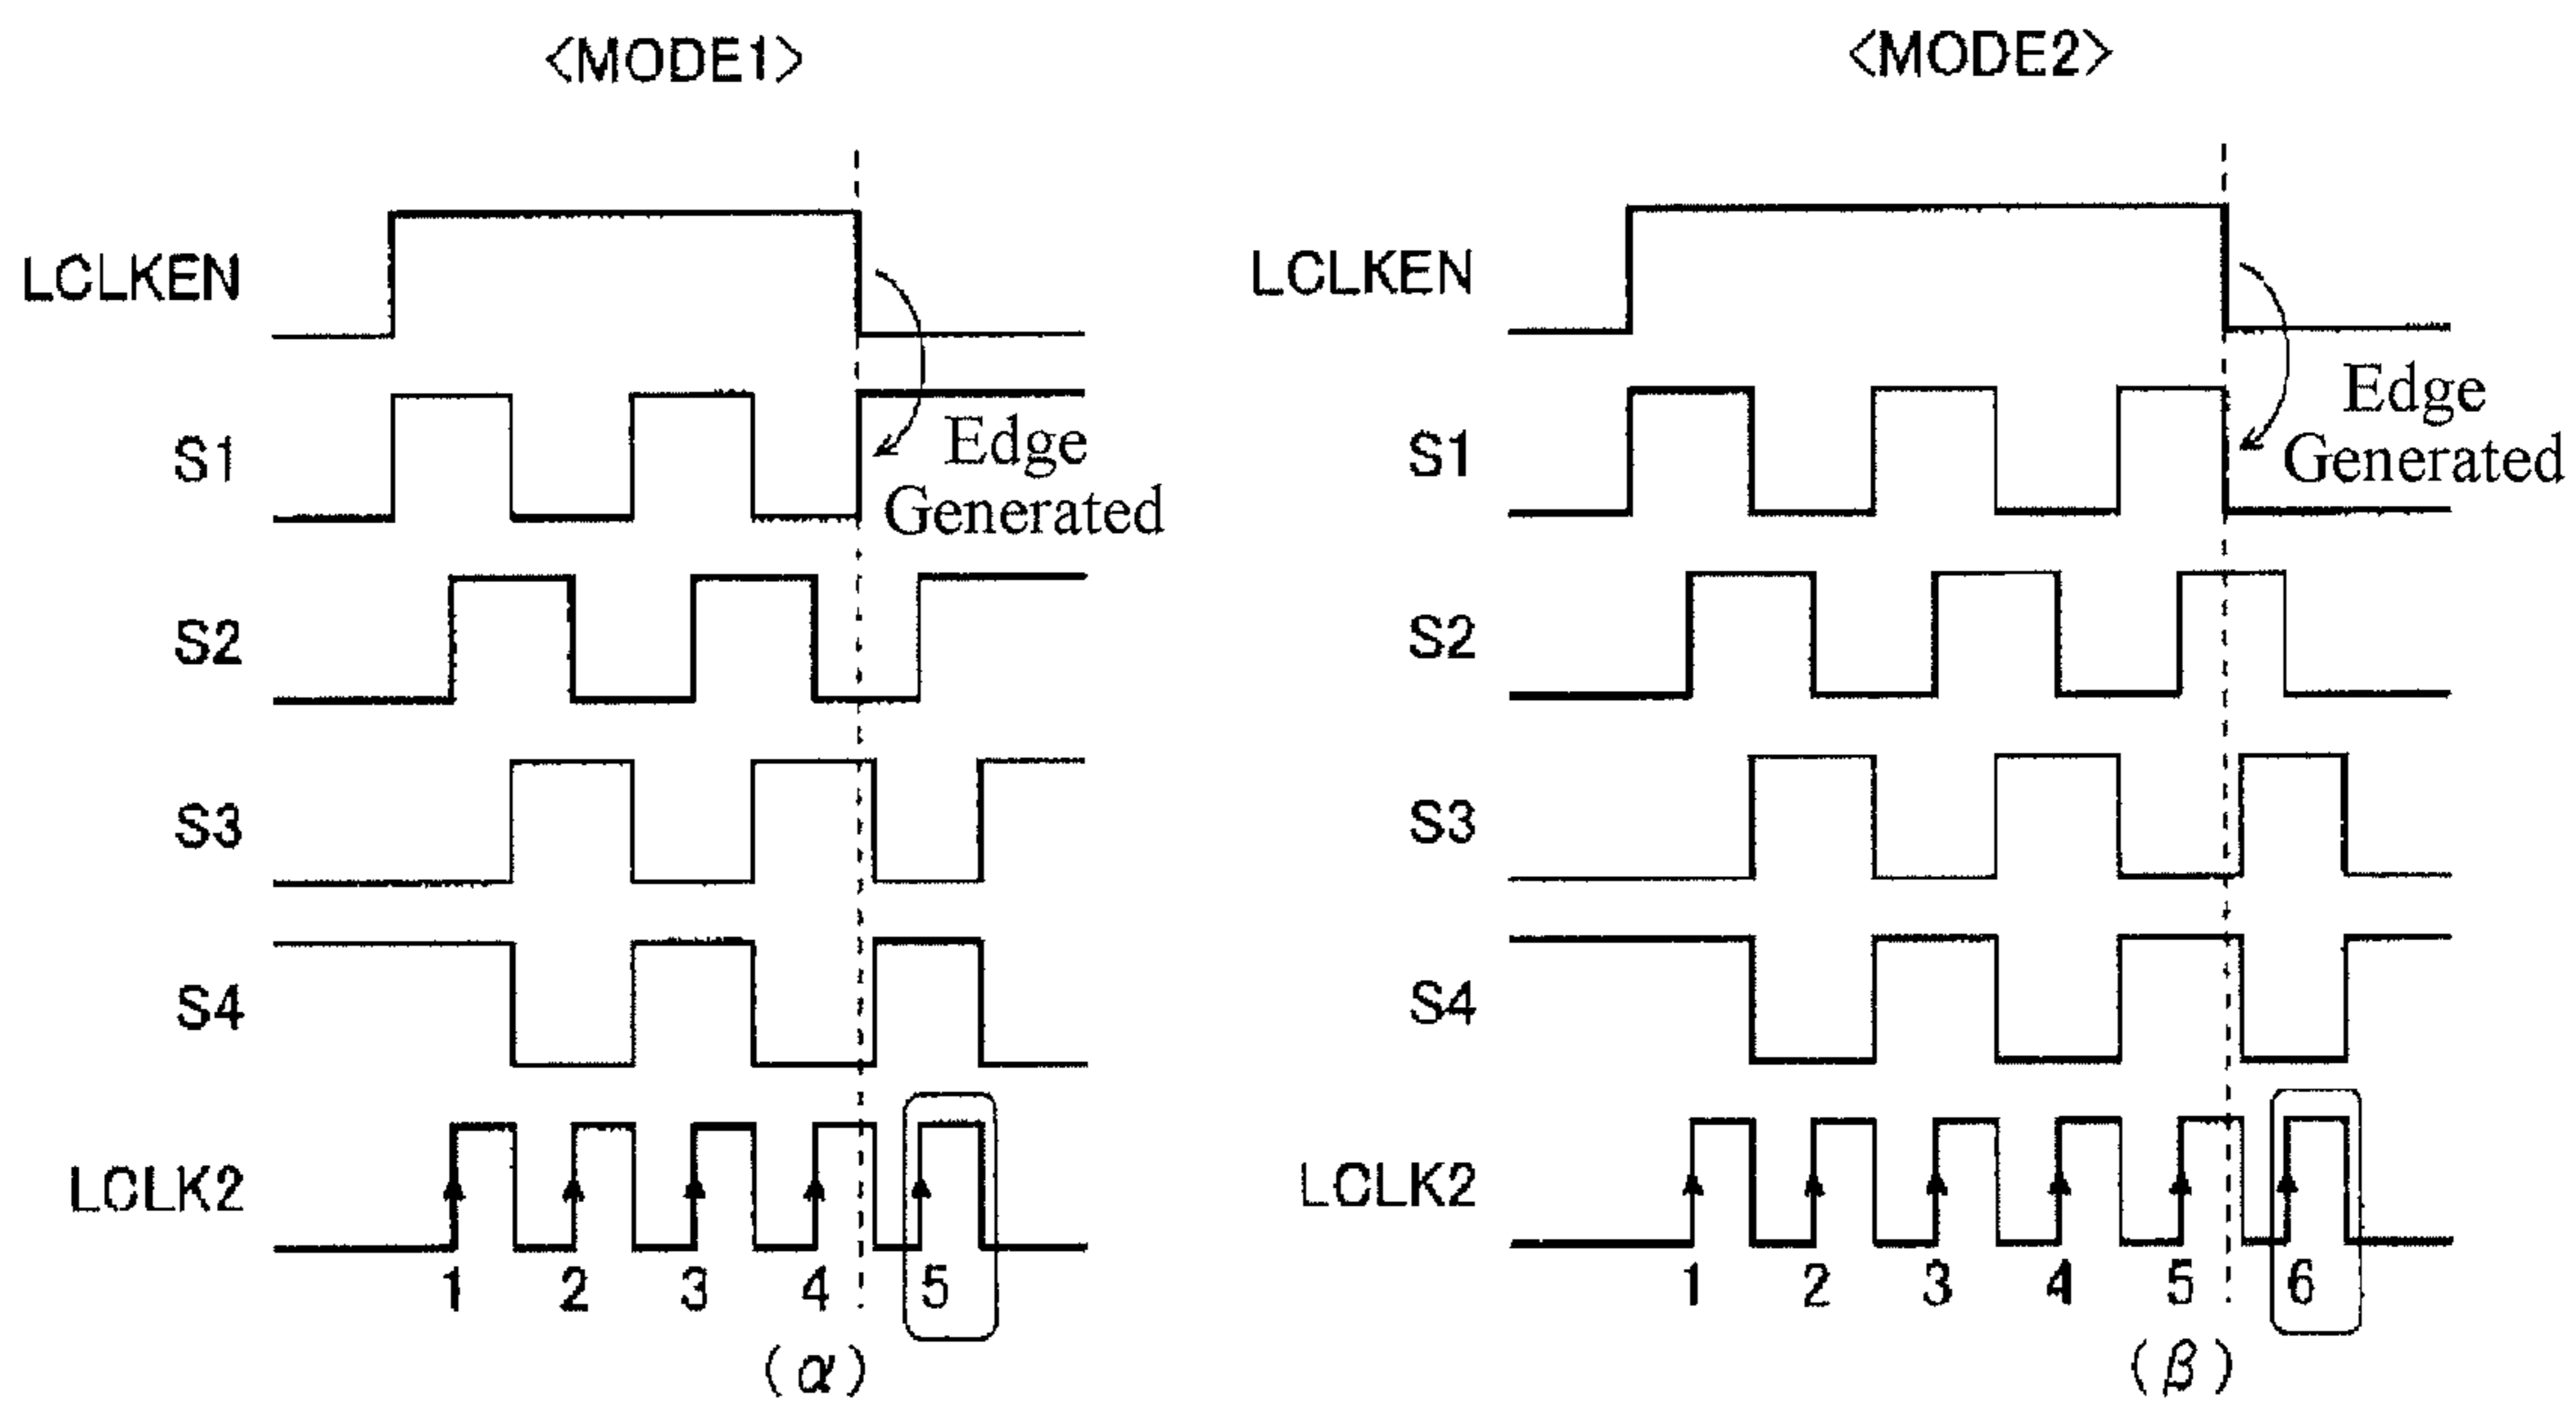 <MODE1>
LCLKEN
S1
Edge
Generated
S2
S3
S4
LCLK2
1 2 3 4 5
(α)
<MODE2>
LCLKEN
S1
Edge
Generated
S2
S3
S4
LCLK2
1 2 3 4 5 6
(β)